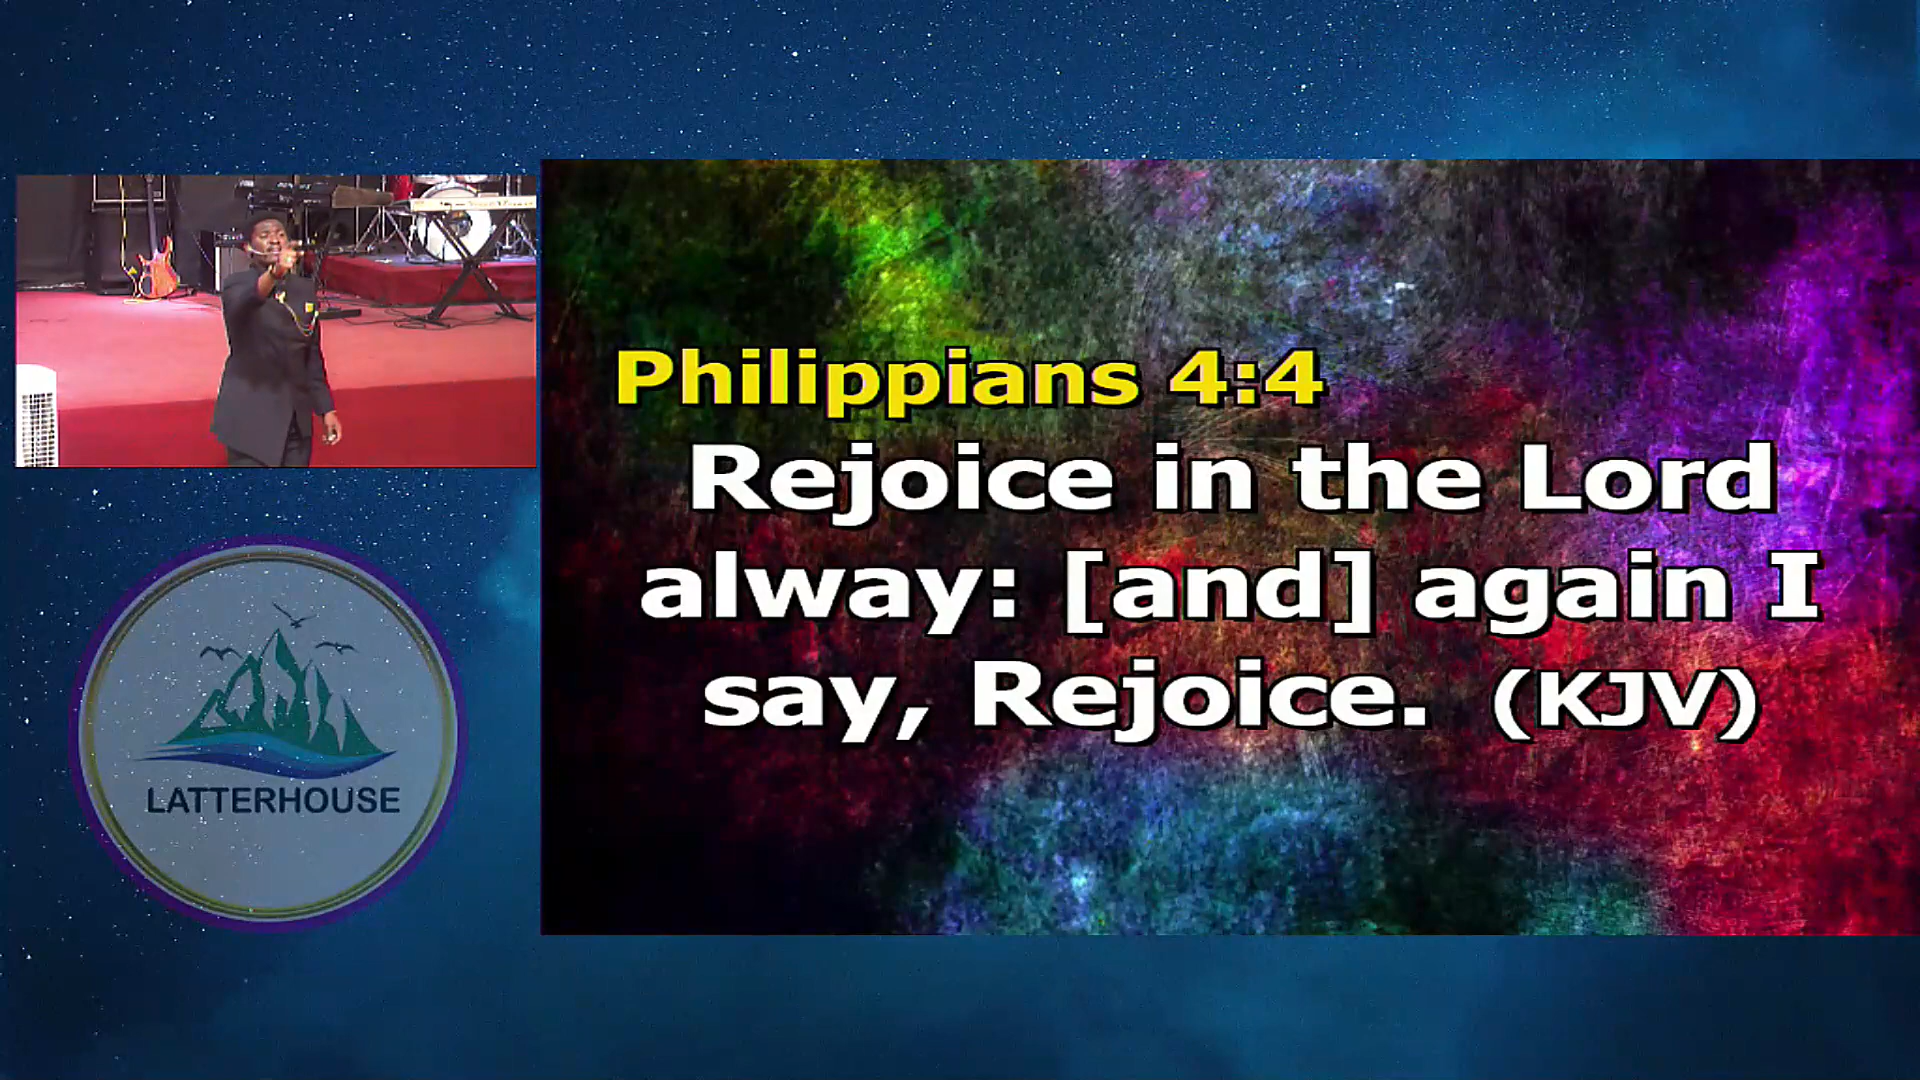 Philippians 4:4
Rejoice in the Lord
alway: [and] again I
say, Rejoice. (KJV)
LATTERHOUSE